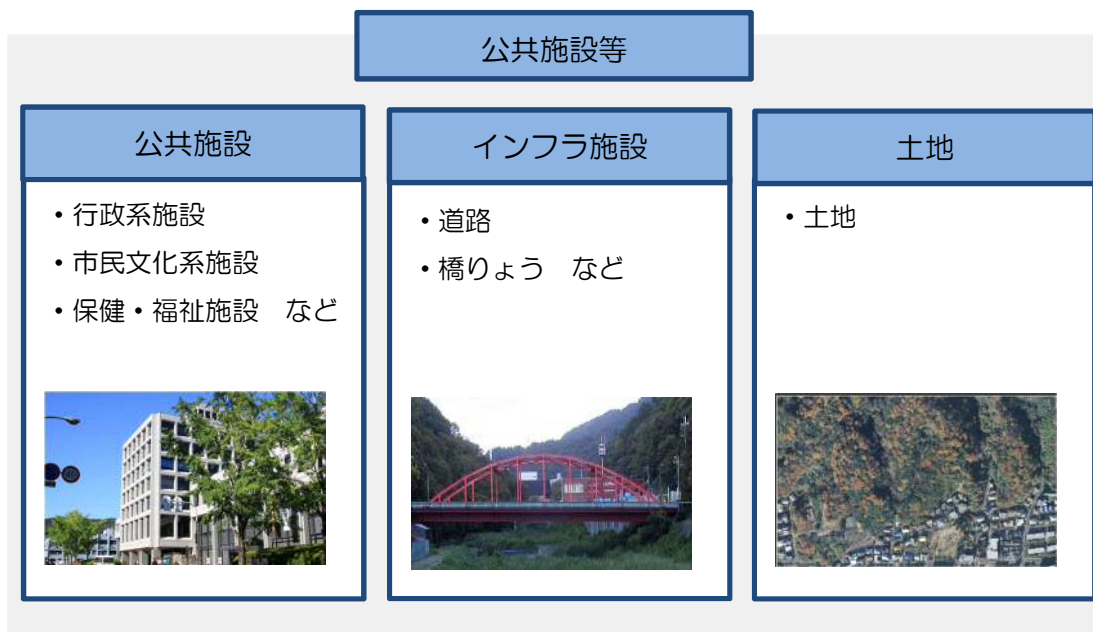 公共施設等
公共施設
・行政系施設
・市民文化系施設
・保健・福祉施設　など
インフラ施設
・道路
・橋りょう　など
土地
・土地